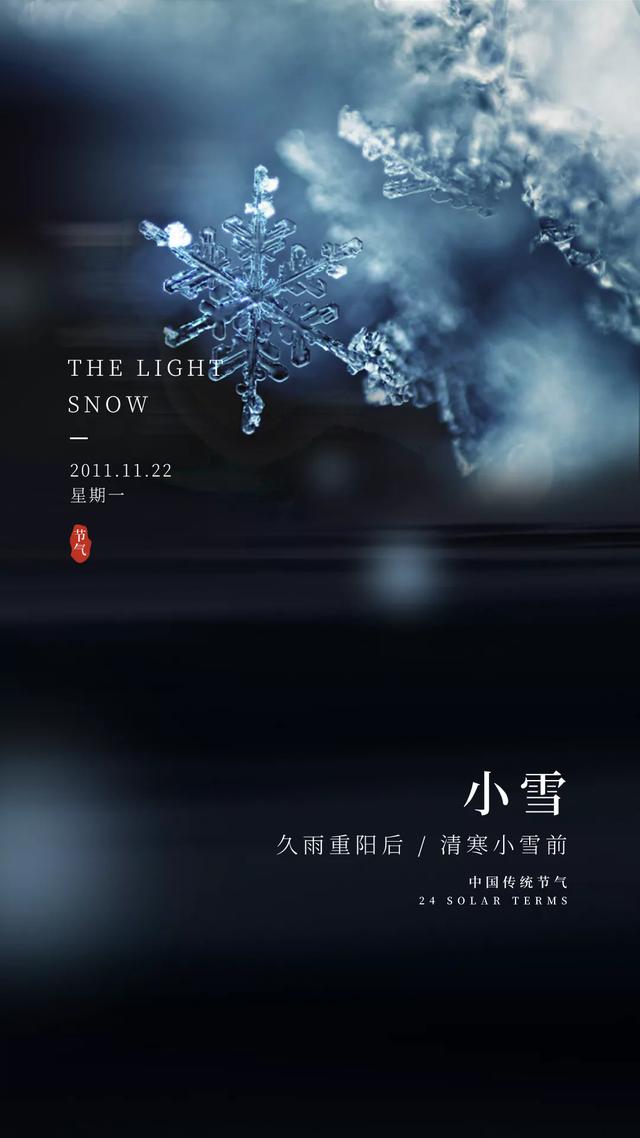 THE LIGHT
SNOW
2011.11.22
星期一
节
气
小雪
久雨重阳后 / 清寒小雪前
中国传统节气
24 SOLAR TERMS